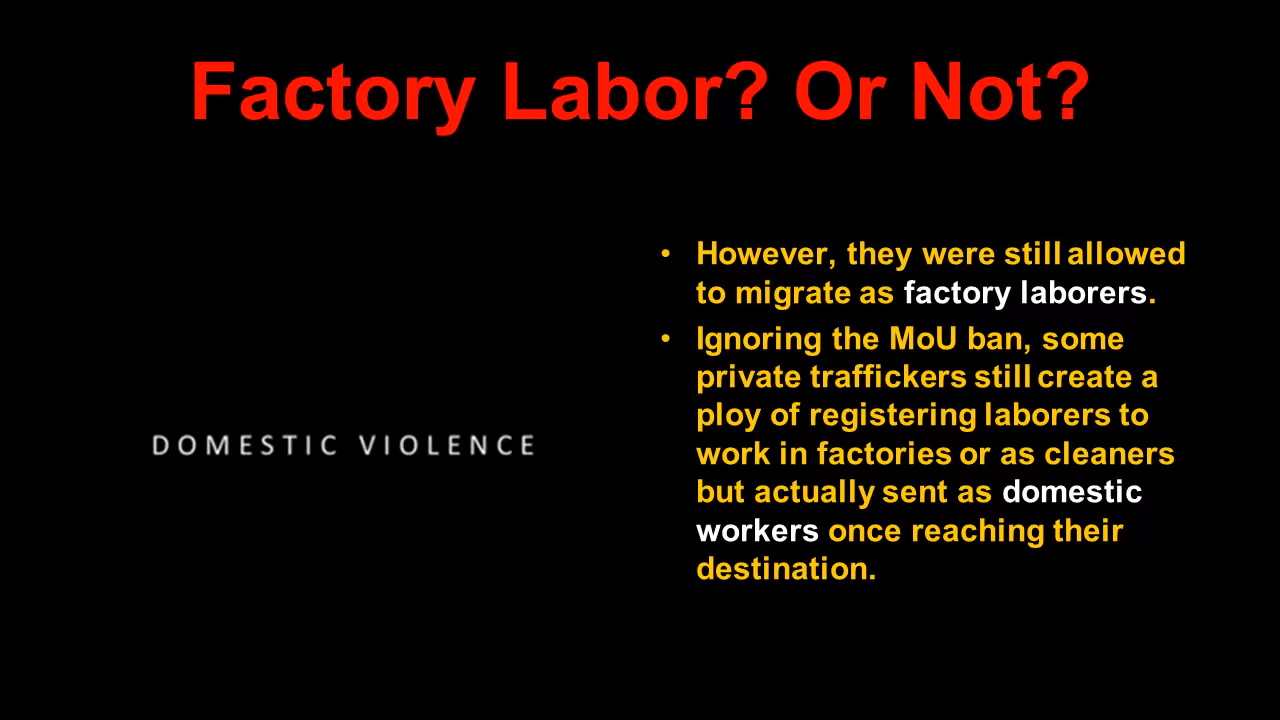 Factory Labor? Or Not?
DOMESTIC VIOLENCE
• However, they were still allowed
to migrate as factory laborers.
• Ignoring the MoU ban, some
private traffickers still create a
ploy of registering laborers to
work in factories or as cleaners
but actually sent as domestic
workers once reaching their
destination.